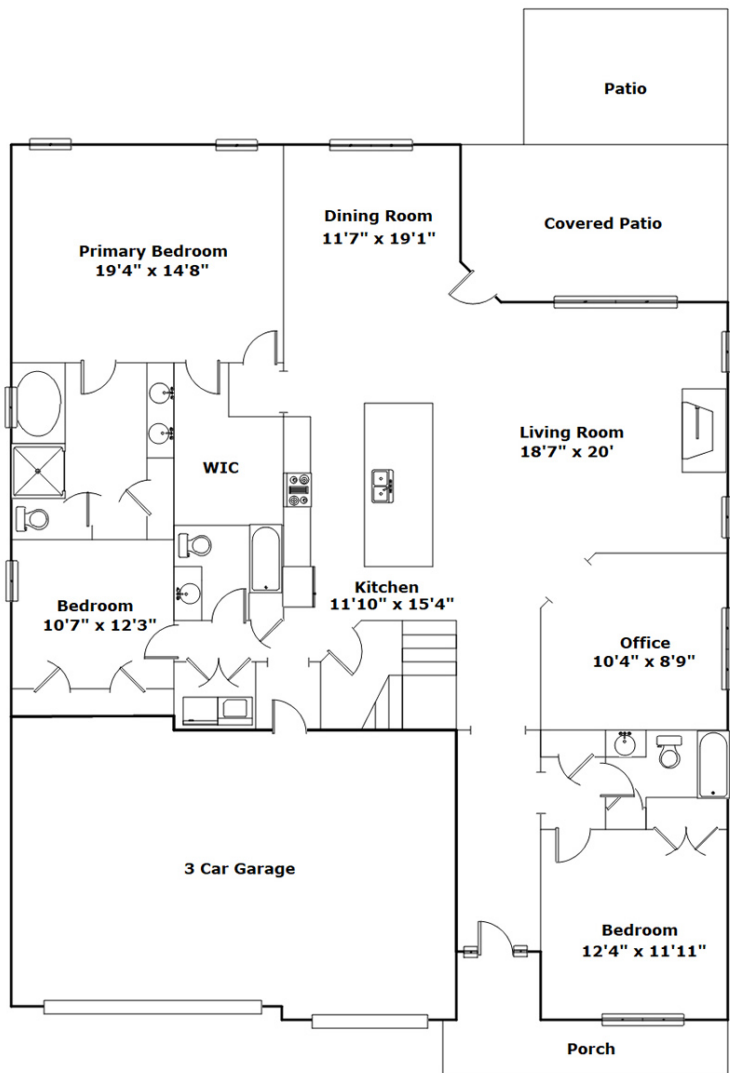 Patio
Dining Room
11'7" x 19'1"
Covered Patio
Primary Bedroom
19'4" x 14'8"
Living Room
18'7" x 20'
WIC
Kitchen
11'10" x 15'4"
Bedroom
10'7" x 12'3"
Office
10'4" x 8'9"
3 Car Garage
Bedroom
12'4" x 11'11"
Porch